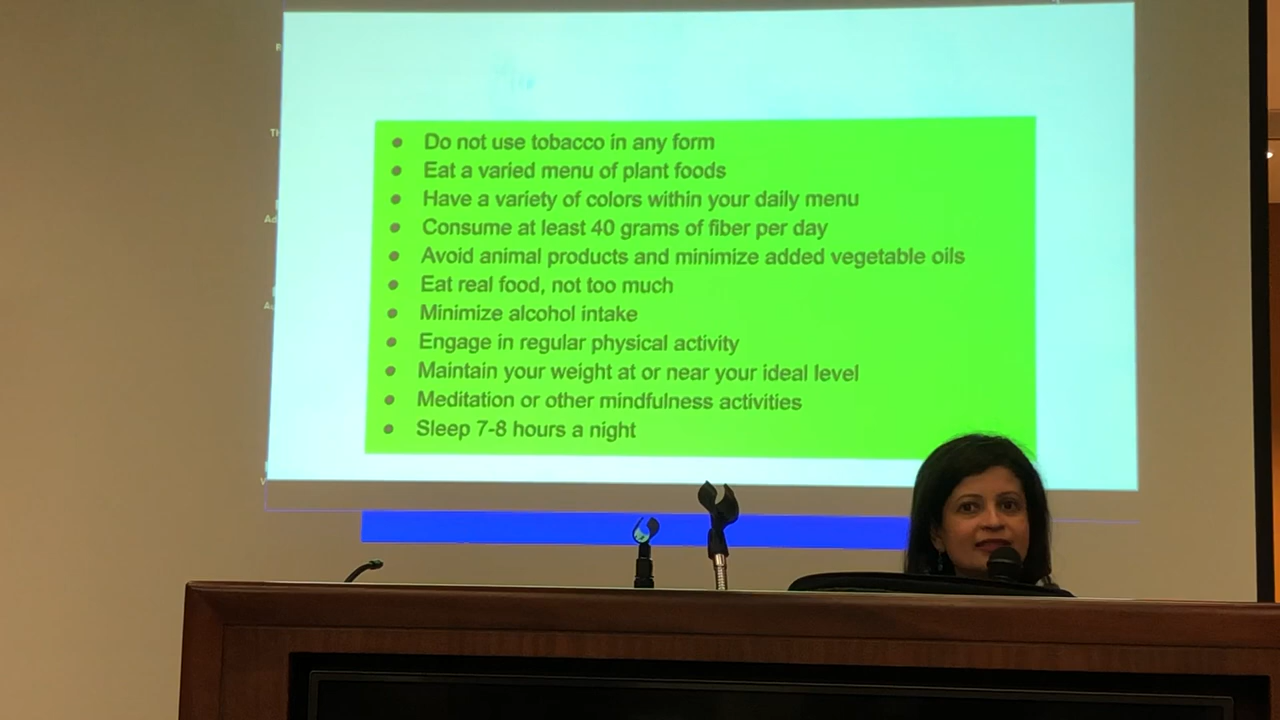 ● Do not use tobacco in any form
● Eat a varied menu of plant foods
● Have a variety of colors within your daily menu
● Consume at least 40 grams of fiber per day
● Avoid animal products and minimize added vegetable oils
● Eat real food, not too much
● Minimize alcohol intake
● Engage in regular physical activity
● Maintain your weight at or near your ideal level
● Meditation or other mindfulness activities
● Sleep 7-8 hours a night